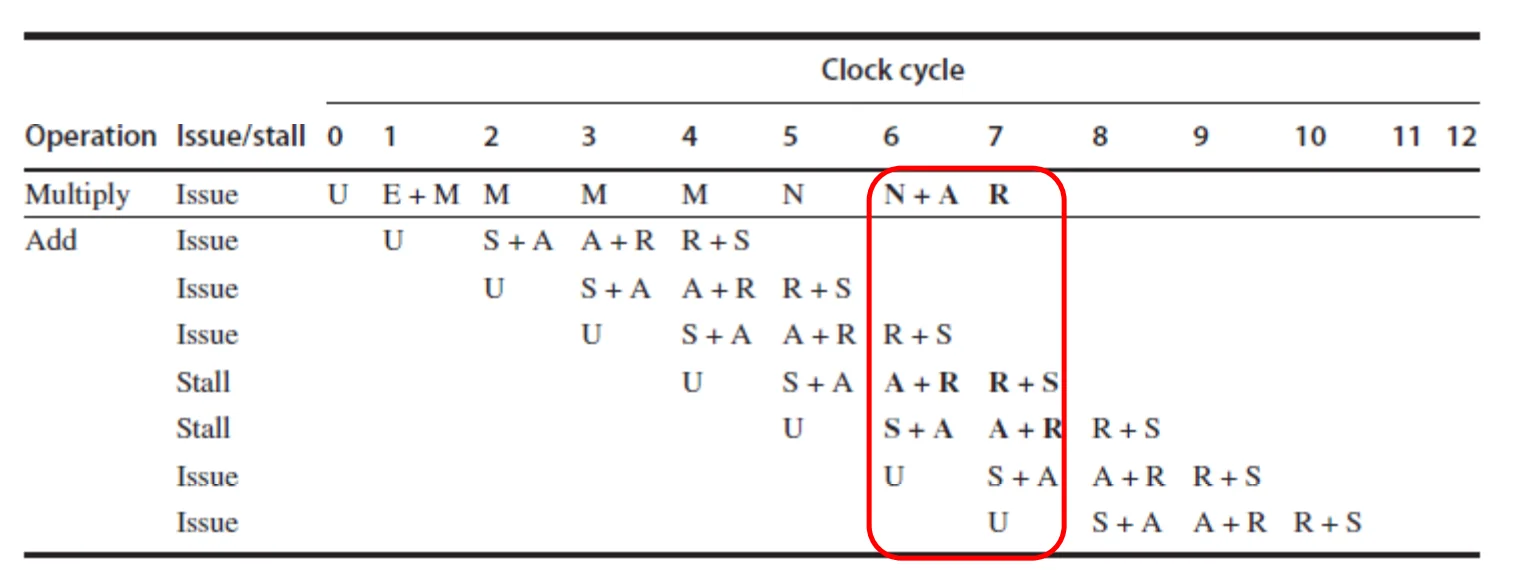 Clock cycle
Operation Issue/stall 0 1 2 3 4 5 6 7 8 9 10 11 12
Multiply Issue U E + M M M M N N + A R
Add Issue U S + A A + R R + S
Issue U S + A A + R R + S
Issue U S + A A + R R + S
Stall U S + A A + R R + S
Stall U S + A A + R R + S
Issue U S + A A + R R + S
Issue U S + A A + R R + S